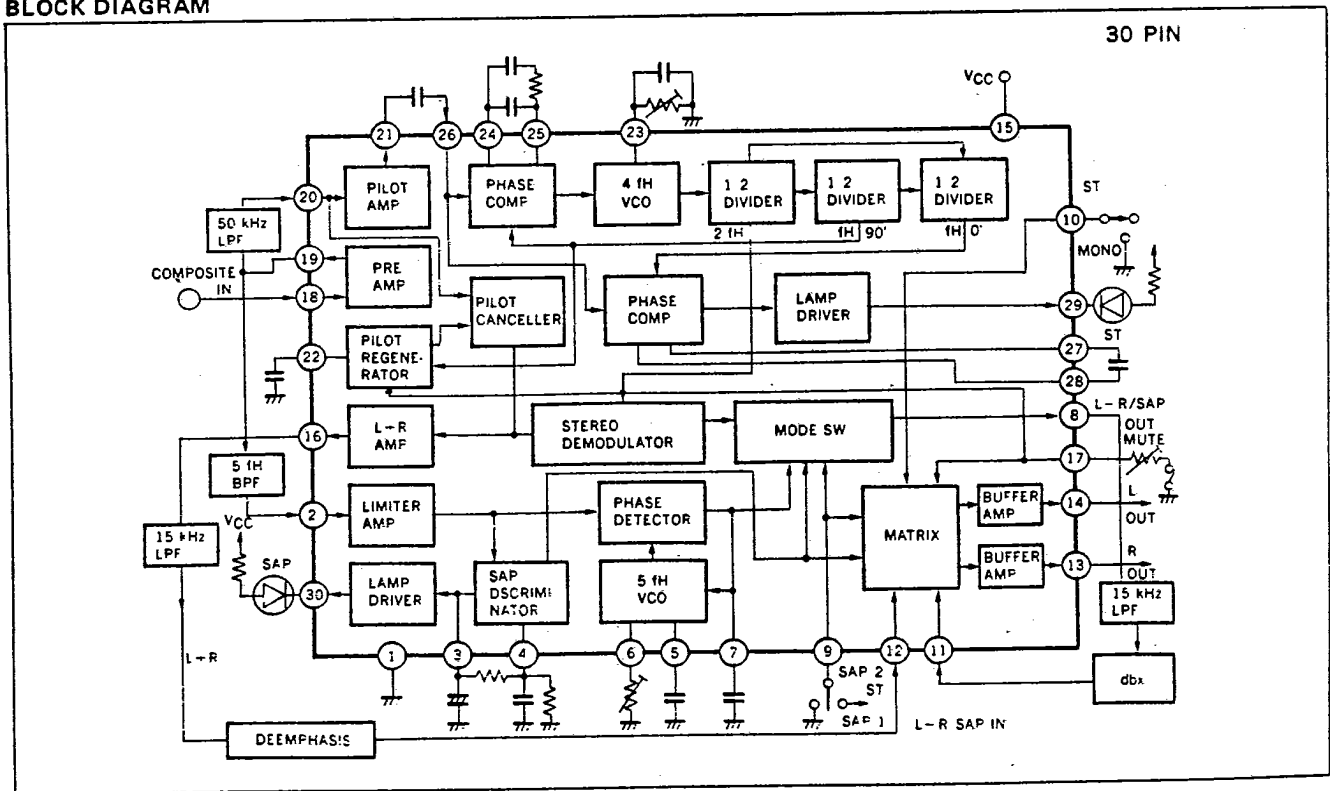 BLOCK DIAGRAM
30 PIN
VCC
21
26
24
25
23
15
20
PILOT
AMP
PHASE
COMP
4 fH
VCO
1 2
DIVIDER
1 2
DIVIDER
1 2
DIVIDER
ST
10
50 kHz
LPF
2 fH
fH 90'
fH 0'
MONO
19
COMPOSITE
IN
18
PRE
AMP
PILOT
CANCELLER
PHASE
COMP
LAMP
DRIVER
29
ST
22
PILOT
REGENE-
RATOR
27
28
16
L-R
AMP
STEREO
DEMODULATOR
MODE SW
8
L-R/SAP
OUT
MUTE
17
5 fH
BPF
2
LIMITER
AMP
PHASE
DETECTOR
MATRIX
BUFFER
AMP
14
L
OUT
VCC
15 kHz
LPF
SAP
30
LAMP
DRIVER
SAP
DSCRIMI
NATOR
5 fH
VCO
BUFFER
AMP
13
R
OUT
15 kHz
LPF
L-R
1
3
4
6
5
7
9
12
11
SAP 2
ST
SAP 1
dbx
L-R SAP IN
DEEMPHASIS